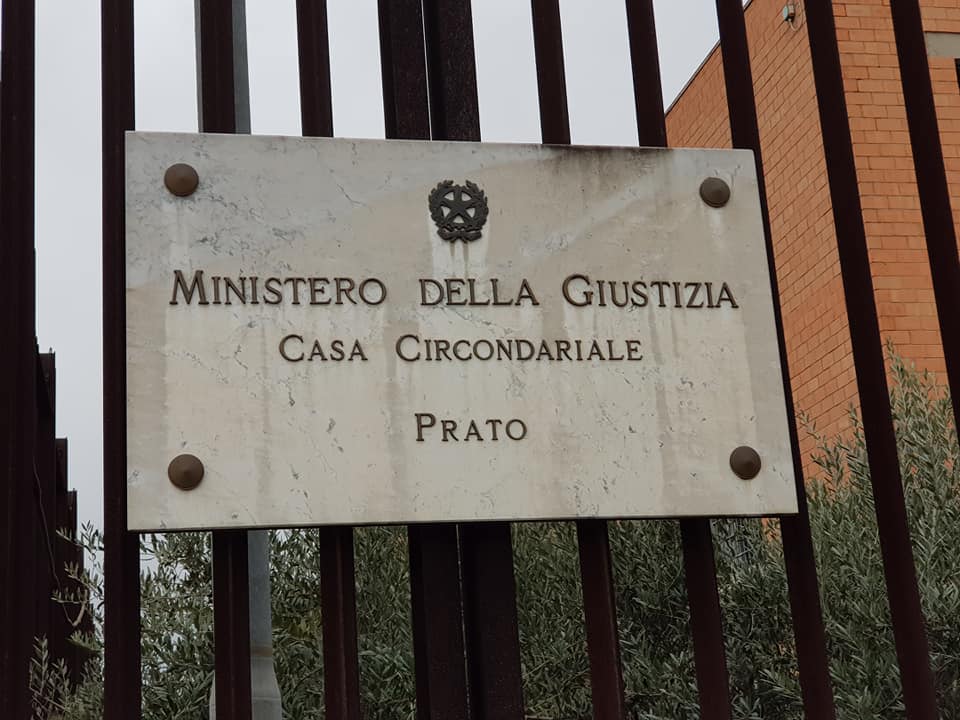 MINISTERO DELLA GIUSTIZIA
CASA CIRCONDARIALE
PRATO